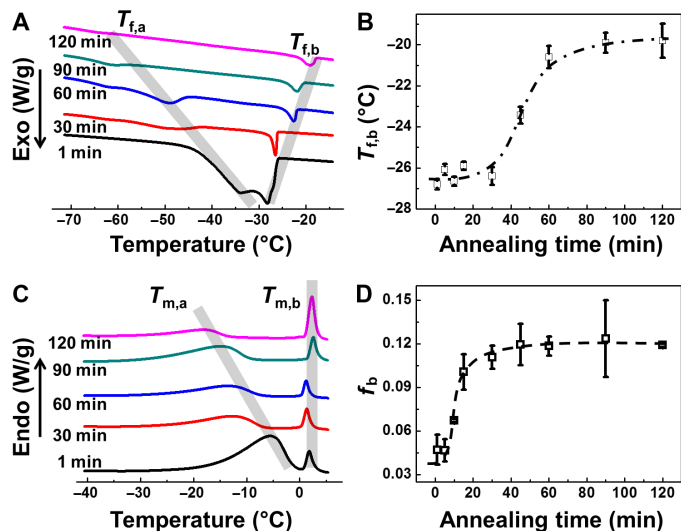 A
T_f,a
T_f,b
120 min
90 min
60 min
30 min
1 min
Exo (W/g)
−70 −60 −50 −40 −30 −20
Temperature (°C)
B
−20
−22
−24
−26
−28
T_f,b (°C)
0 20 40 60 80 100 120
Annealing time (min)
C
T_m,a
T_m,b
120 min
90 min
60 min
30 min
1 min
Endo (W/g)
−40 −30 −20 −10 0
Temperature (°C)
D
0.15
0.12
0.09
0.06
0.03
f_b
0 20 40 60 80 100 120
Annealing time (min)